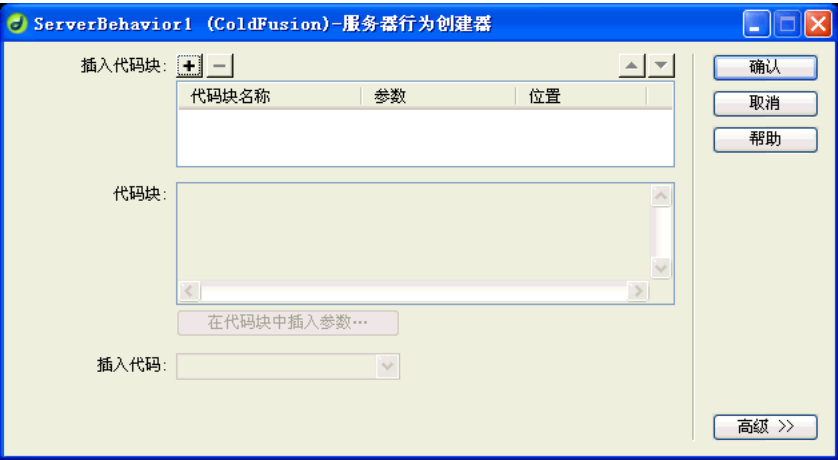 ServerBehavior1 (ColdFusion)-服务器行为创建器
插入代码块:
代码块名称 参数 位置
确认
取消
帮助
代码块:
在代码块中插入参数…
插入代码:
高级 >>